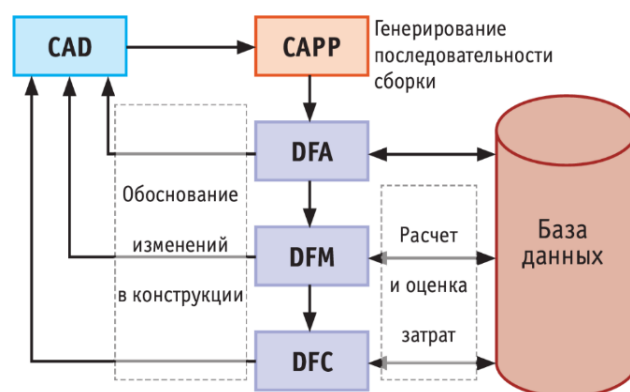 CAD
CAPP
Генерирование
последовательности
сборки
DFA
Обоснование
изменений
в конструкции
DFM
Расчет
и оценка
затрат
База
данных
DFC